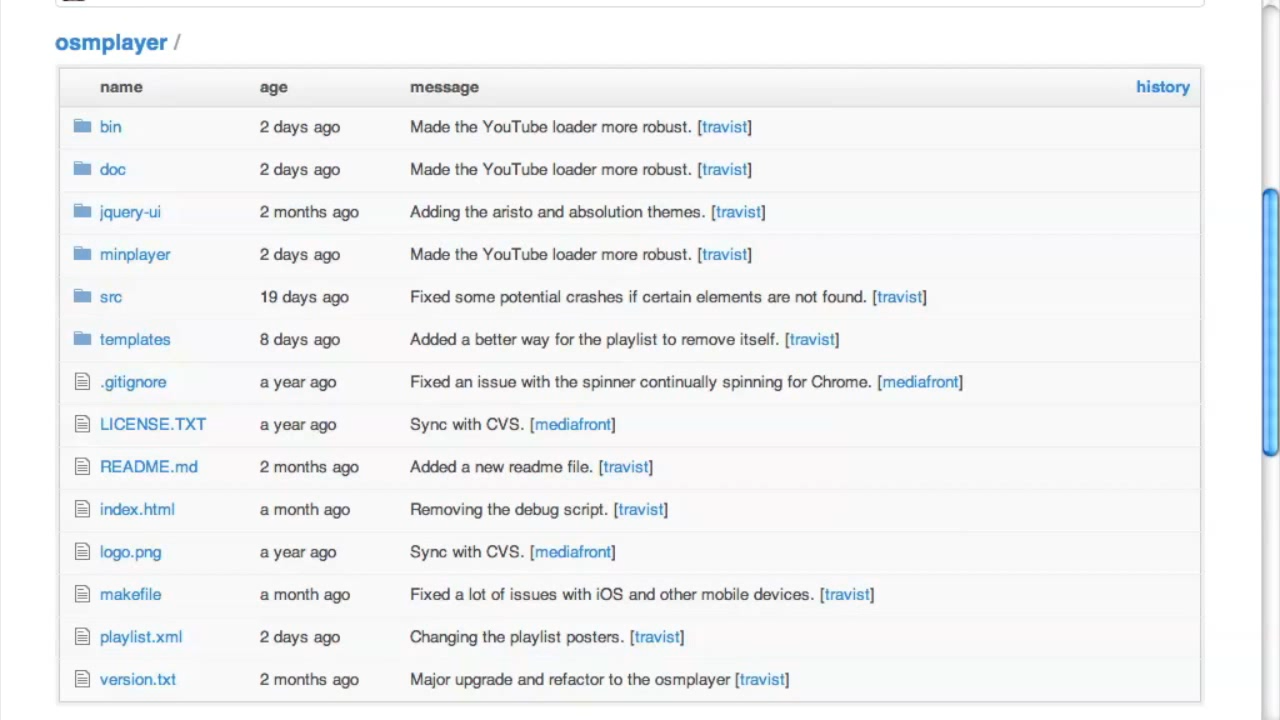 osmplayer /
name age message history
bin 2 days ago Made the YouTube loader more robust. [travist]
doc 2 days ago Made the YouTube loader more robust. [travist]
jquery-ui 2 months ago Adding the aristo and absolution themes. [travist]
minplayer 2 days ago Made the YouTube loader more robust. [travist]
src 19 days ago Fixed some potential crashes if certain elements are not found. [travist]
templates 8 days ago Added a better way for the playlist to remove itself. [travist]
.gitignore a year ago Fixed an issue with the spinner continually spinning for Chrome. [mediafront]
LICENSE.TXT a year ago Sync with CVS. [mediafront]
README.md 2 months ago Added a new readme file. [travist]
index.html a month ago Removing the debug script. [travist]
logo.png a year ago Sync with CVS. [mediafront]
makefile a month ago Fixed a lot of issues with iOS and other mobile devices. [travist]
playlist.xml 2 days ago Changing the playlist posters. [travist]
version.txt 2 months ago Major upgrade and refactor to the osmplayer [travist]